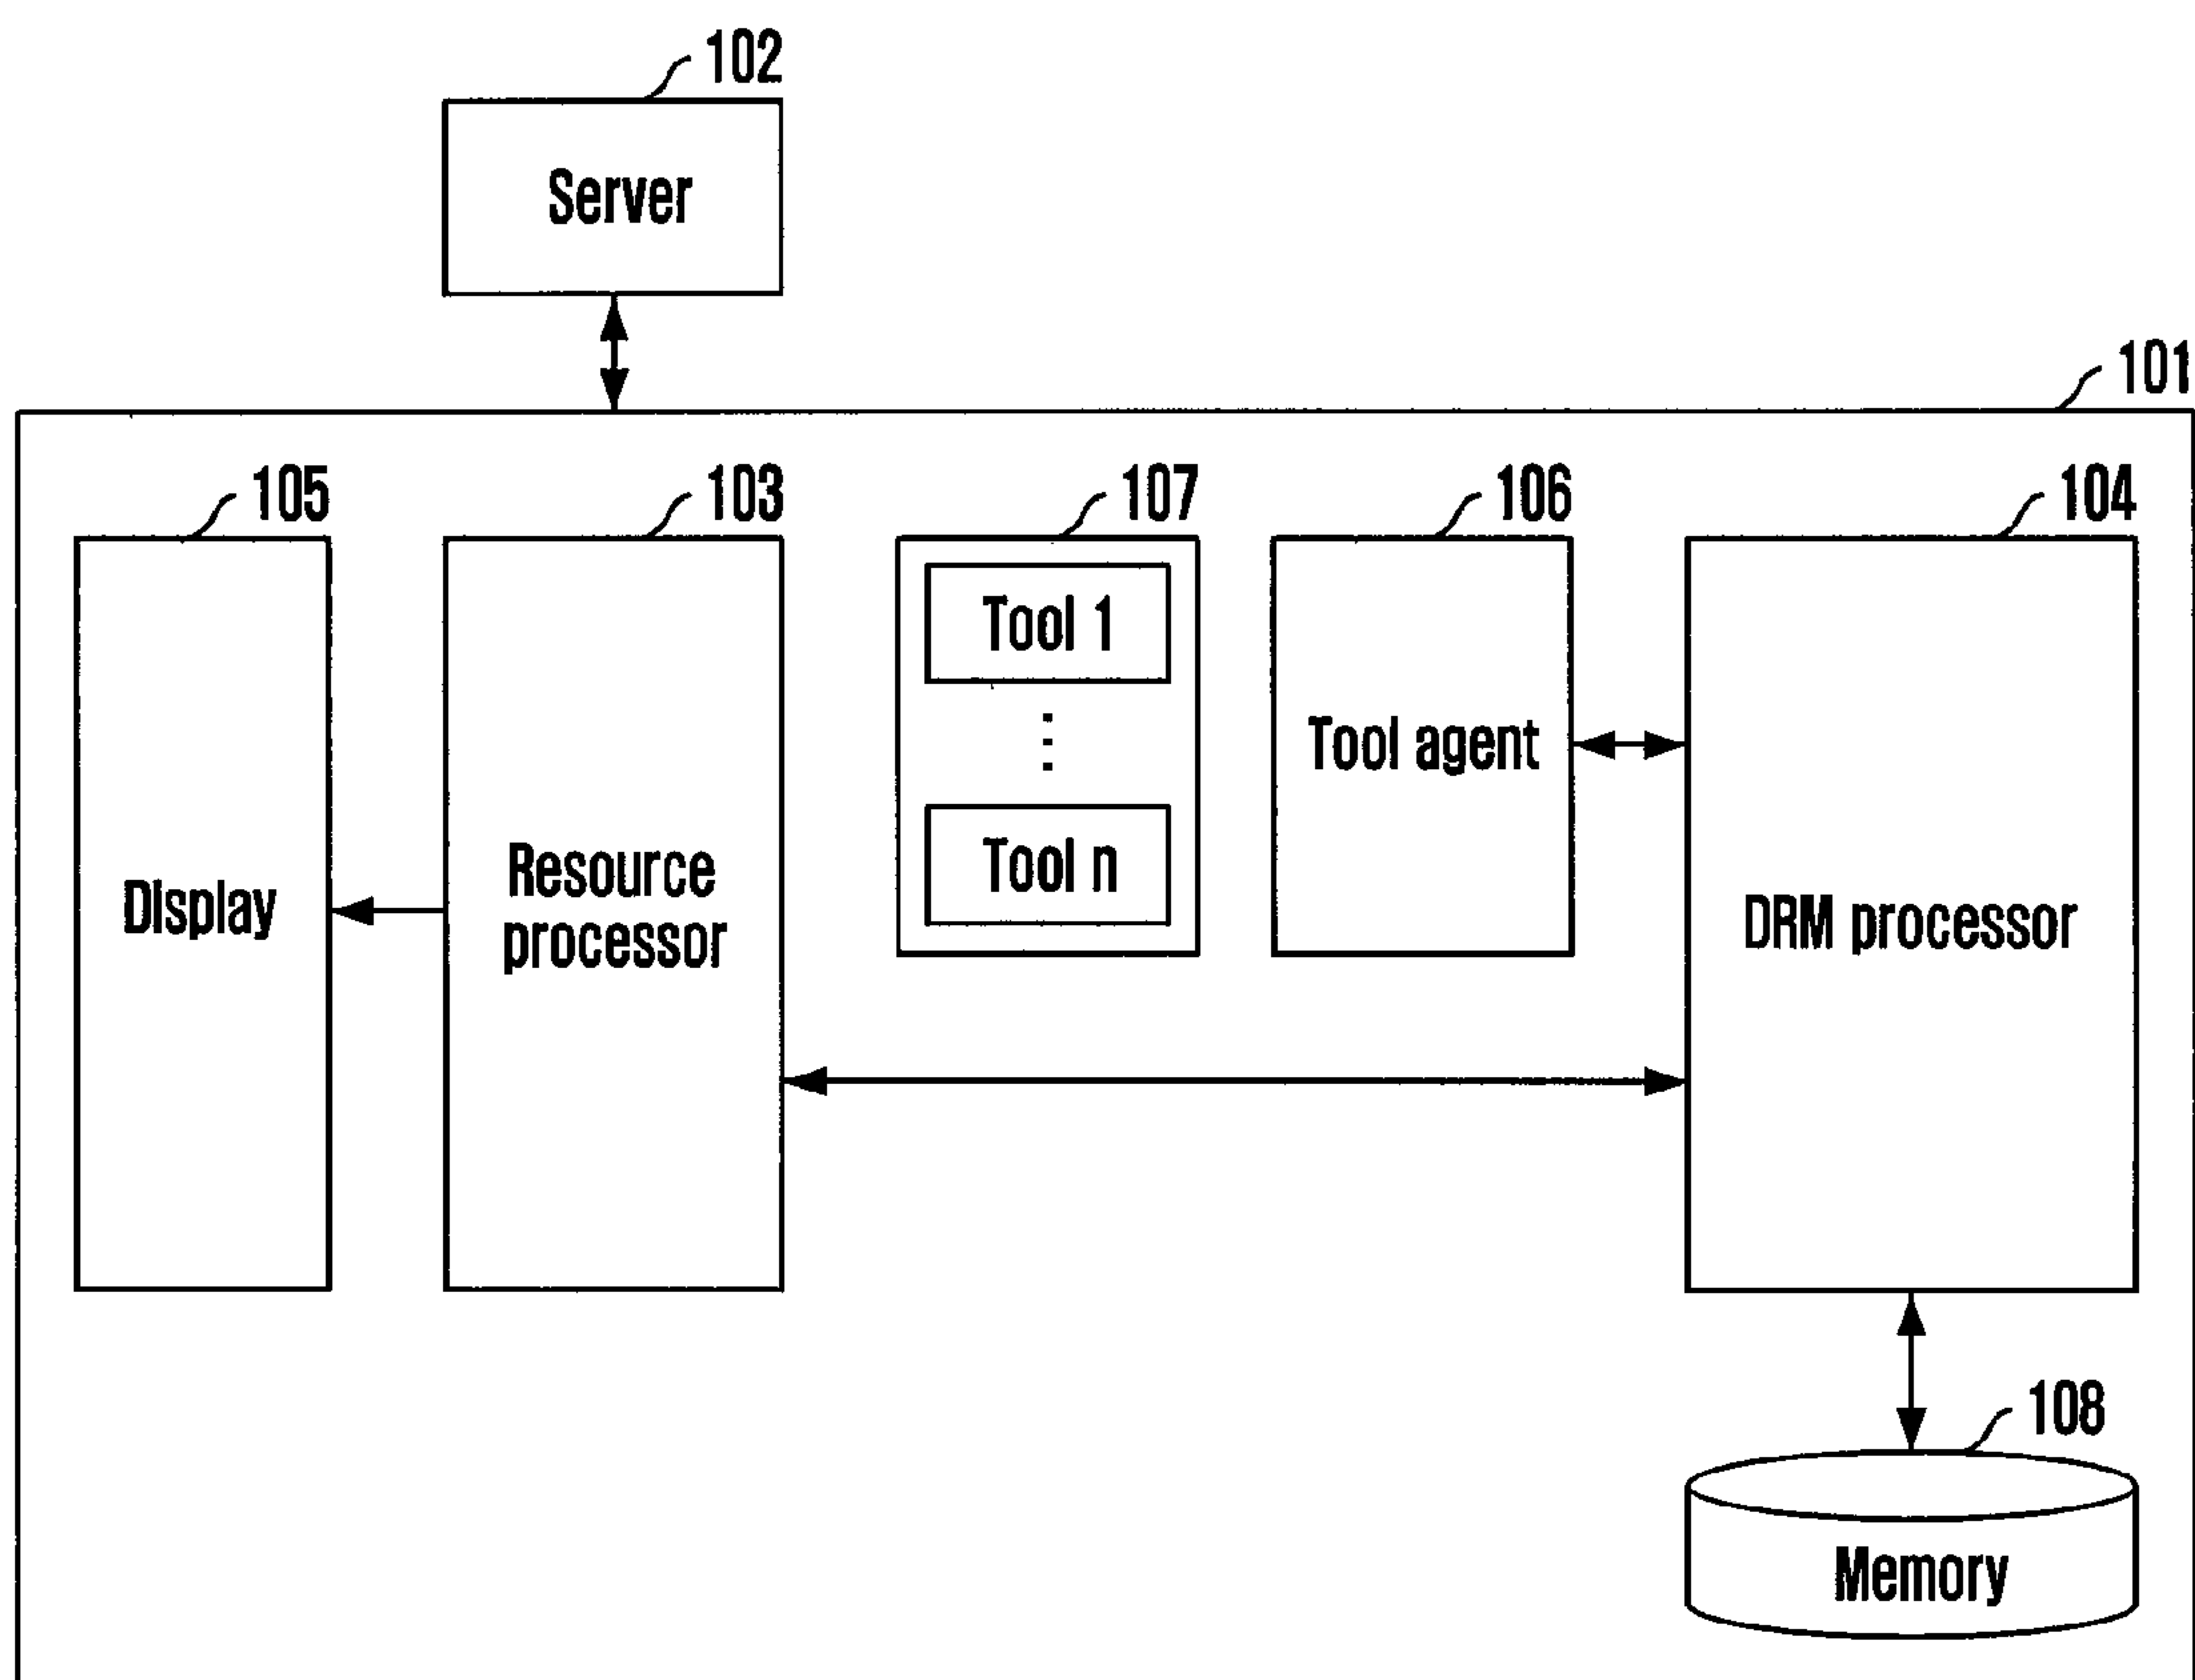 102
Server
101
105
103
107
106
104
Tool 1
Tool agent
Resource
processor
Tool n
Display
DRM processor
108
Memory